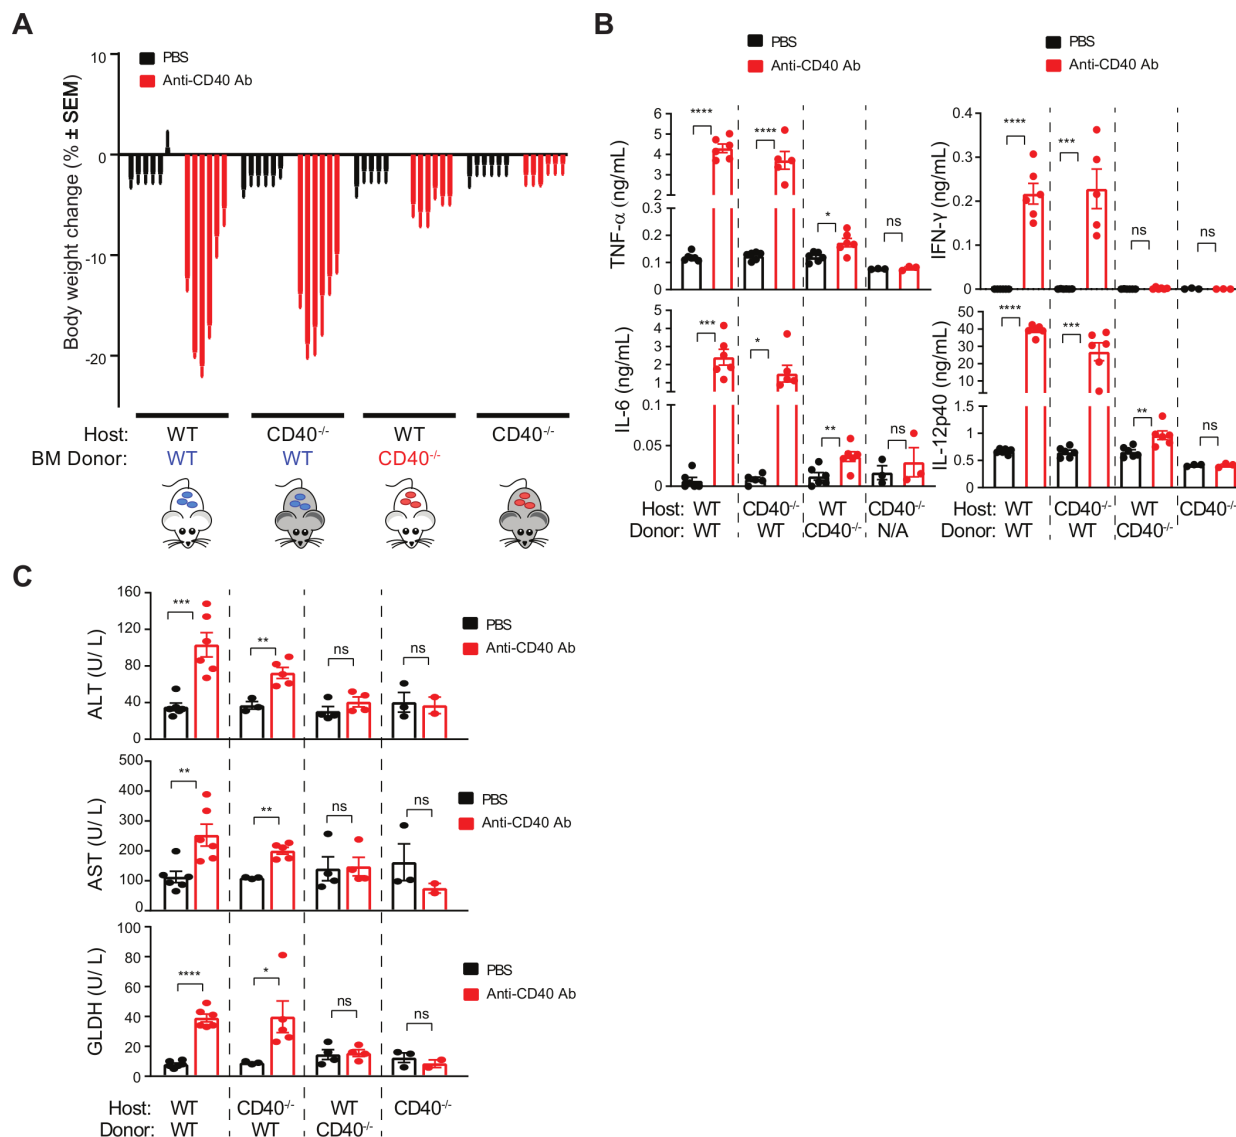 A
PBS
Anti-CD40 Ab
Body weight change (% ± SEM)
10
0
-10
-20
Host: WT CD40-/- WT CD40-/-
BM Donor: WT WT CD40-/-
B
PBS
Anti-CD40 Ab
TNF-α (ng/mL)
6
5
4
3
2
0.3
0.2
0.1
0
**** **** * ns
PBS
Anti-CD40 Ab
IFN-γ (ng/mL)
0.4
0.3
0.2
0.1
0
**** *** ns ns
IL-6 (ng/mL)
5
4
3
2
1
0.1
0.05
0
*** * ** ns
Host: WT CD40-/- WT CD40-/-
Donor: WT WT CD40-/- N/A
IL-12p40 (ng/mL)
50
40
30
20
10
1.5
1
0.5
0
**** *** ** ns
Host: WT CD40-/- WT CD40-/-
Donor: WT WT CD40-/-
C
ALT (U/ L)
160
120
80
40
0
*** ** ns ns
PBS
Anti-CD40 Ab
AST (U/ L)
500
400
300
200
100
0
** ** ns ns
PBS
Anti-CD40 Ab
GLDH (U/ L)
100
80
60
40
20
0
**** * ns ns
PBS
Anti-CD40 Ab
Host: WT CD40-/- WT CD40-/-
Donor: WT WT CD40-/-